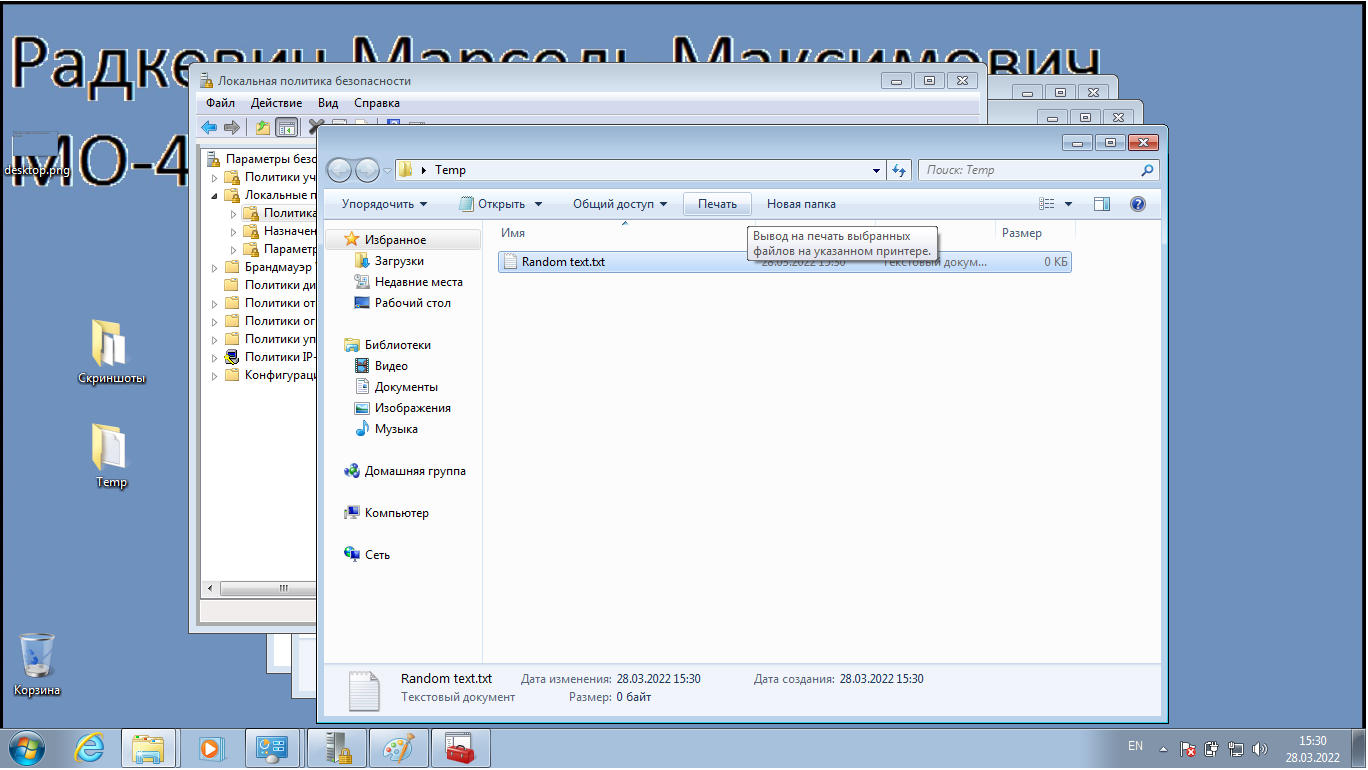 Радкевич Марсель Максимович
МО-4
desktop.png
Скриншоты
Temp
Корзина
Локальная политика безопасности
Файл Действие Вид Справка
Параметры безо
Политики уч
Локальные п
Политика
Назначен
Параметр
Брандмауэр
Политики ди
Политики от
Политики ог
Политики уп
Политики IP-
Конфигураци
Temp
Поиск: Temp
Упорядочить Открыть Общий доступ Печать Новая папка
Имя Размер
Вывод на печать выбранных
файлов на указанном принтере.
Random text.txt 28.03.2022 15:30 Текстовый докум... 0 КБ
Избранное
Загрузки
Недавние места
Рабочий стол
Библиотеки
Видео
Документы
Изображения
Музыка
Домашняя группа
Компьютер
Сеть
Random text.txt Дата изменения: 28.03.2022 15:30 Дата создания: 28.03.2022 15:30
Текстовый документ Размер: 0 байт
EN
15:30
28.03.2022